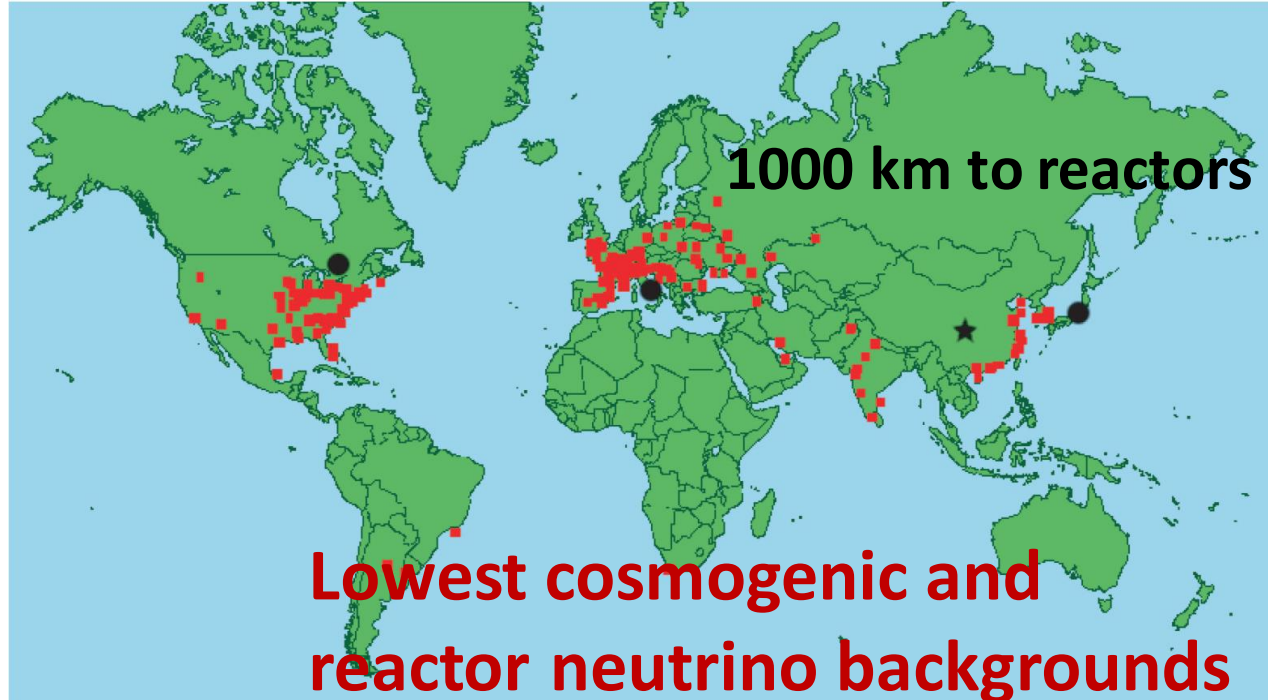 1000 km to reactors
Lowest cosmogenic and
reactor neutrino backgrounds